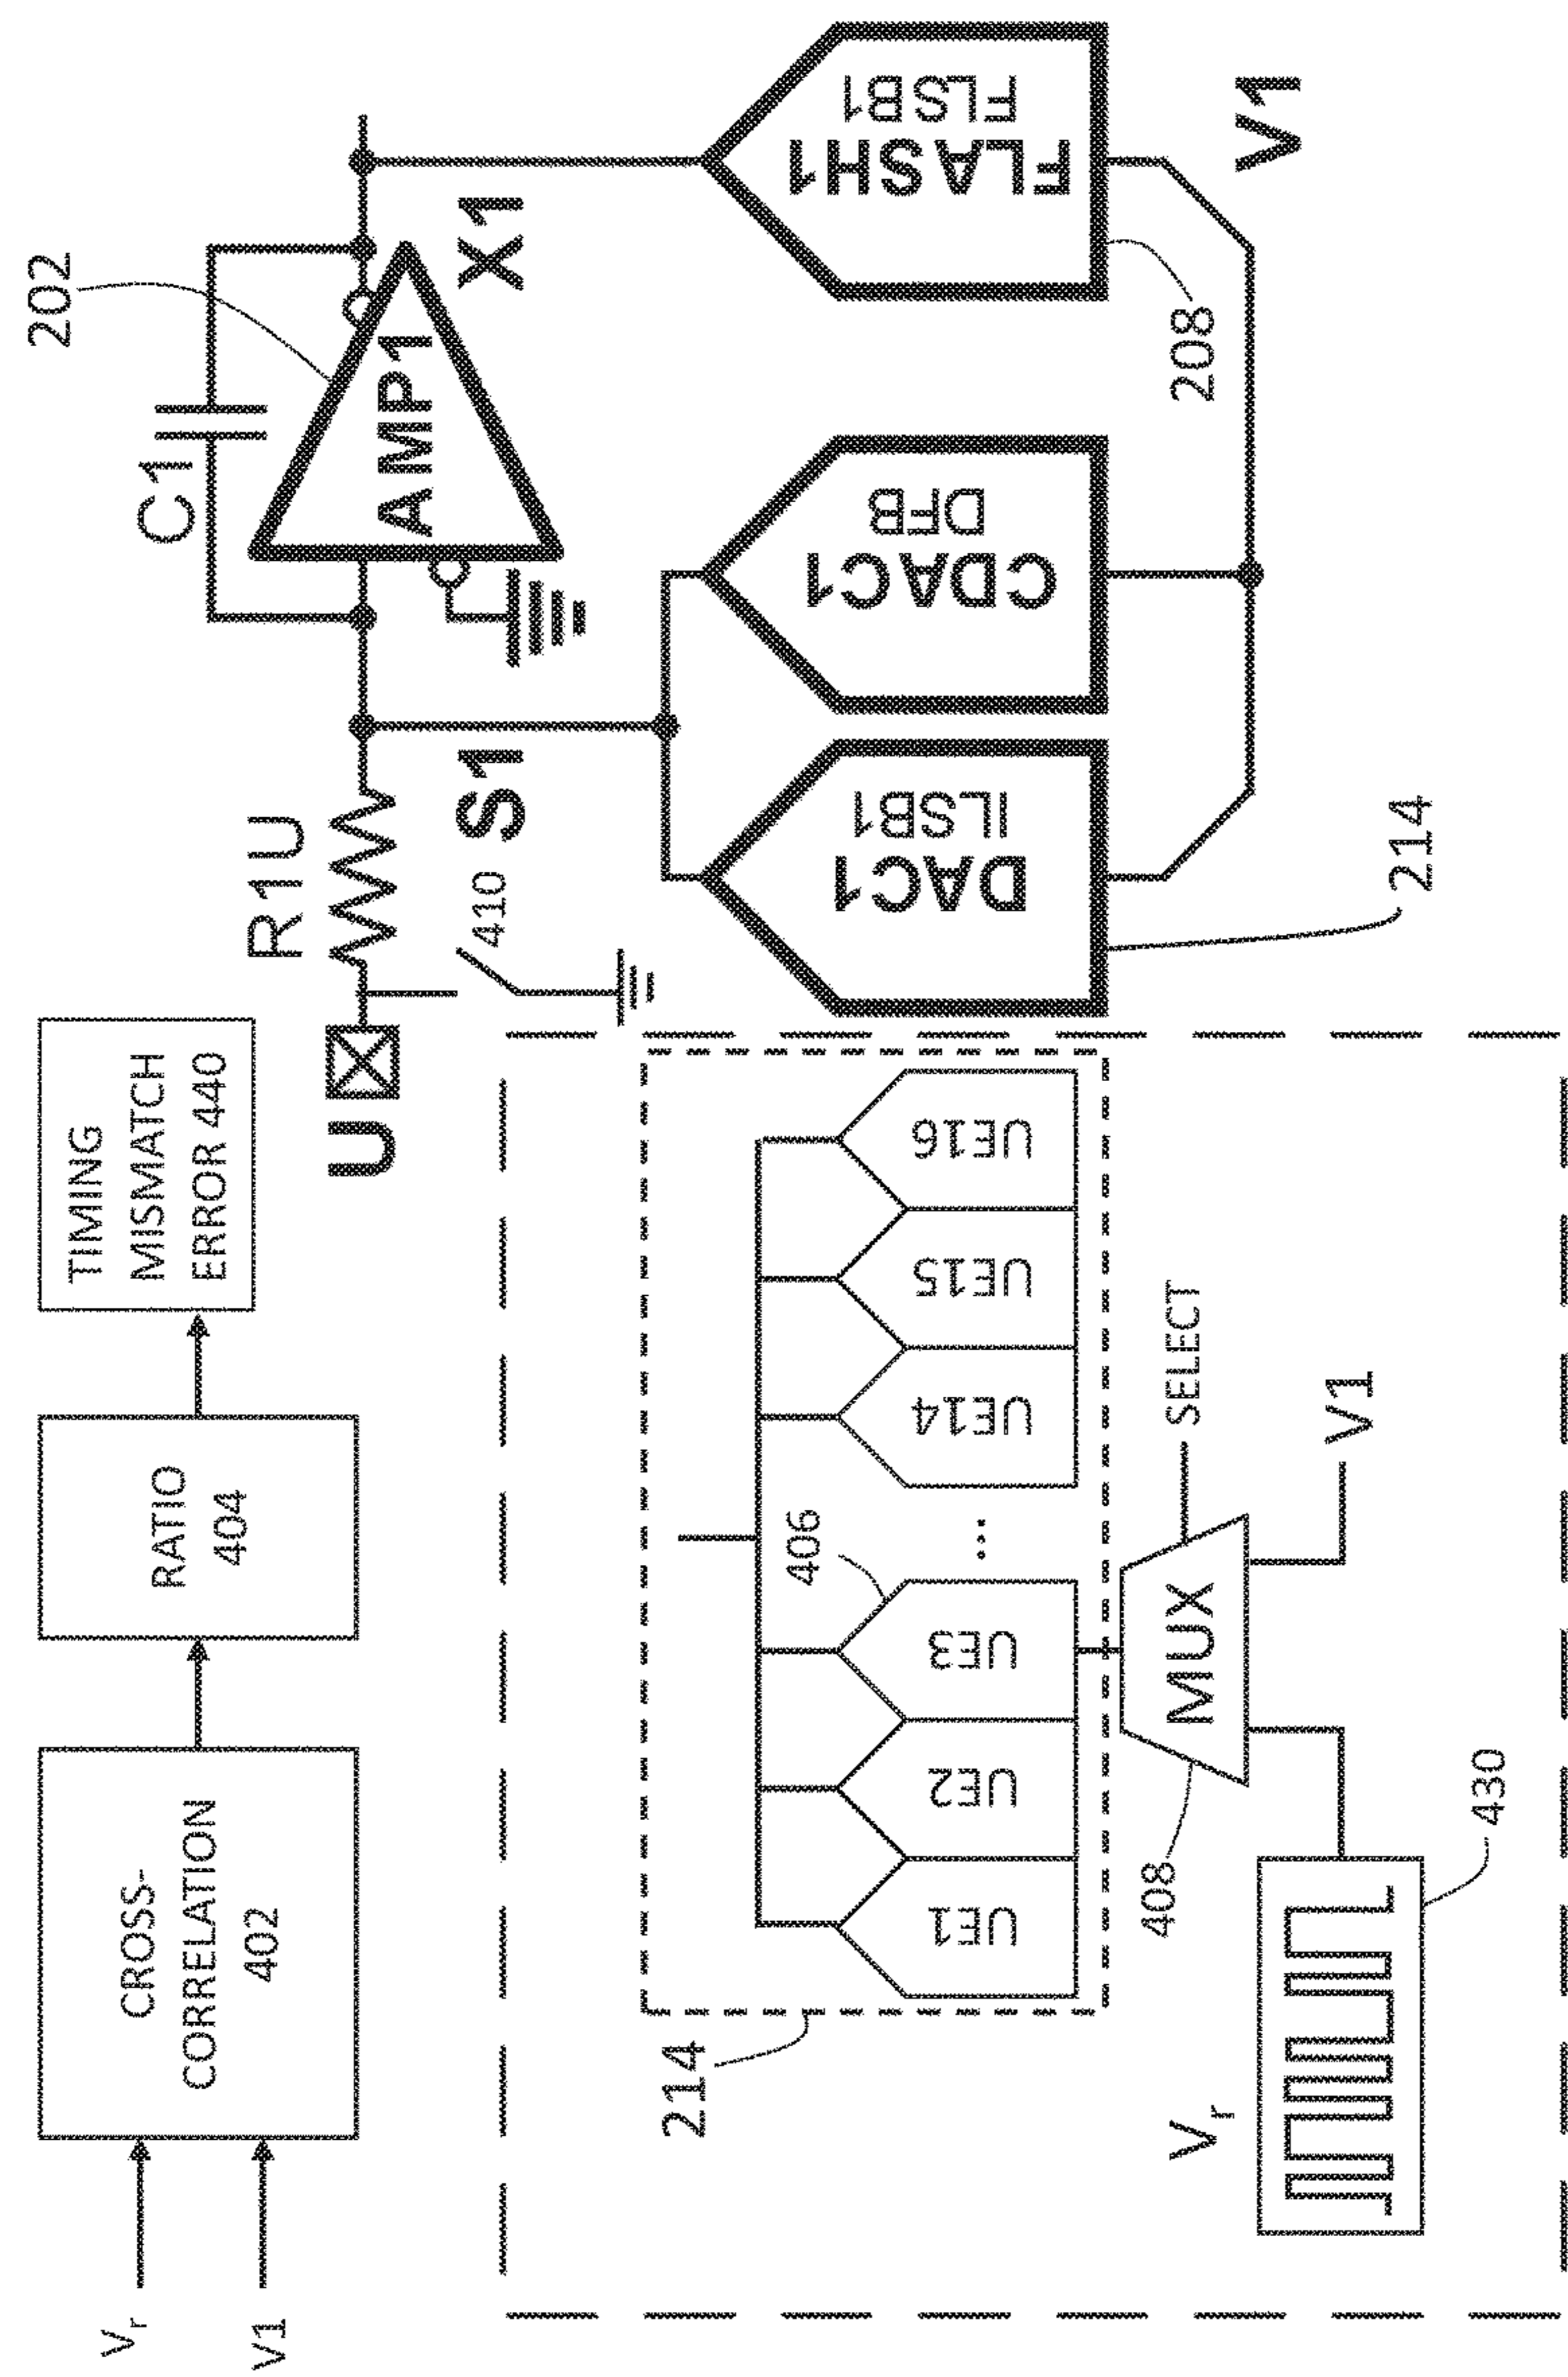 Vr
V1
CROSS-
CORRELATION
402
RATIO
404
TIMING
MISMATCH
ERROR 440
U
R1U
410
S1
C1
202
AMP1
X1
DAC1
ILSB1
CDAC1
DFB
FLASH1
FLSB1
214
208
V1
214
UE1
UE2
UE3
...
UE14
UE15
UE16
406
408
MUX
SELECT
V1
Vr
430